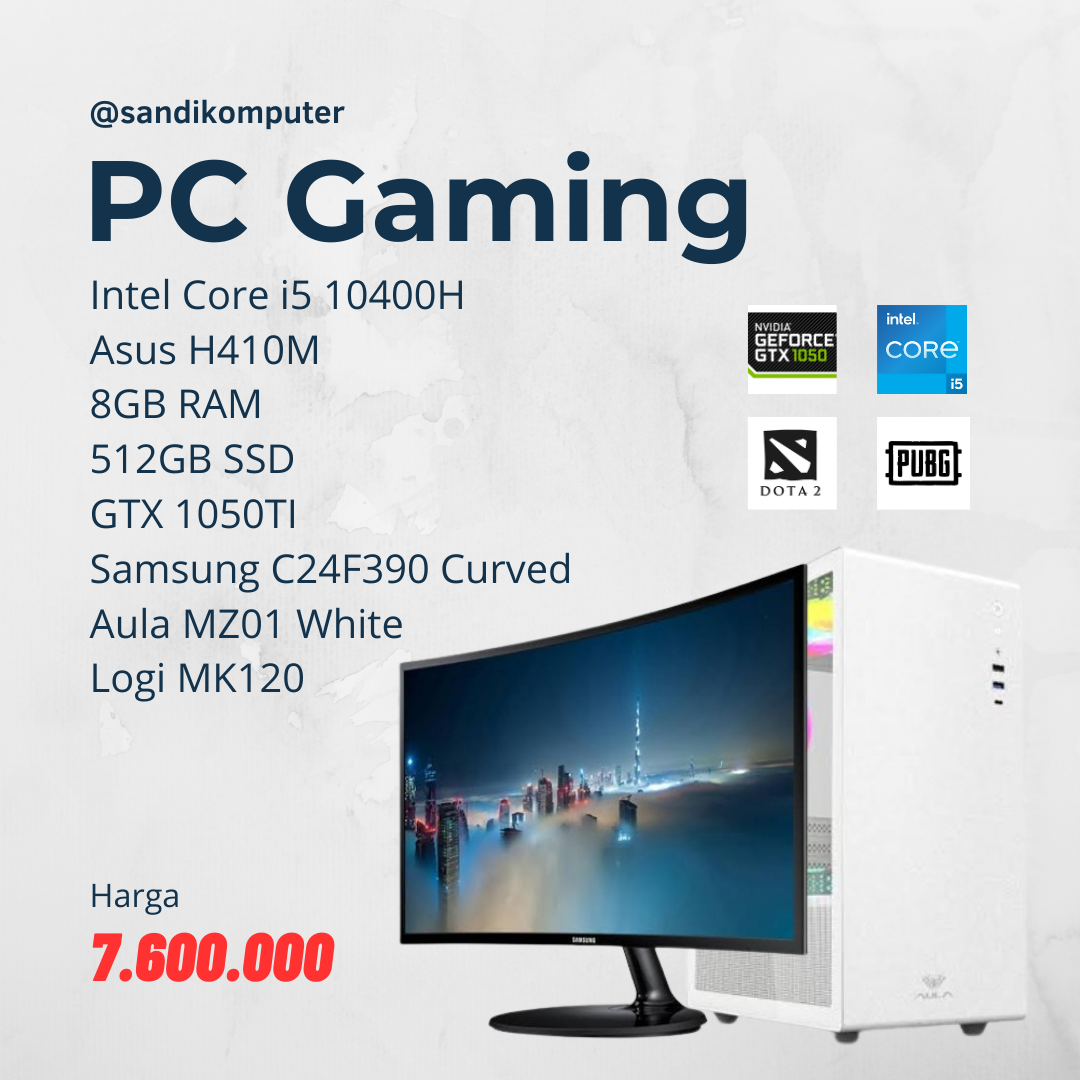 @sandikomputer
PC Gaming
Intel Core i5 10400H
Asus H410M
8GB RAM
512GB SSD
GTX 1050TI
Samsung C24F390 Curved
Aula MZ01 White
Logi MK120
NVIDIA
GEFORCE
GTX 1050
intel.
CORE
i5
DOTA 2
PUBG
SAMSUNG
AULA
Harga
7.600.000